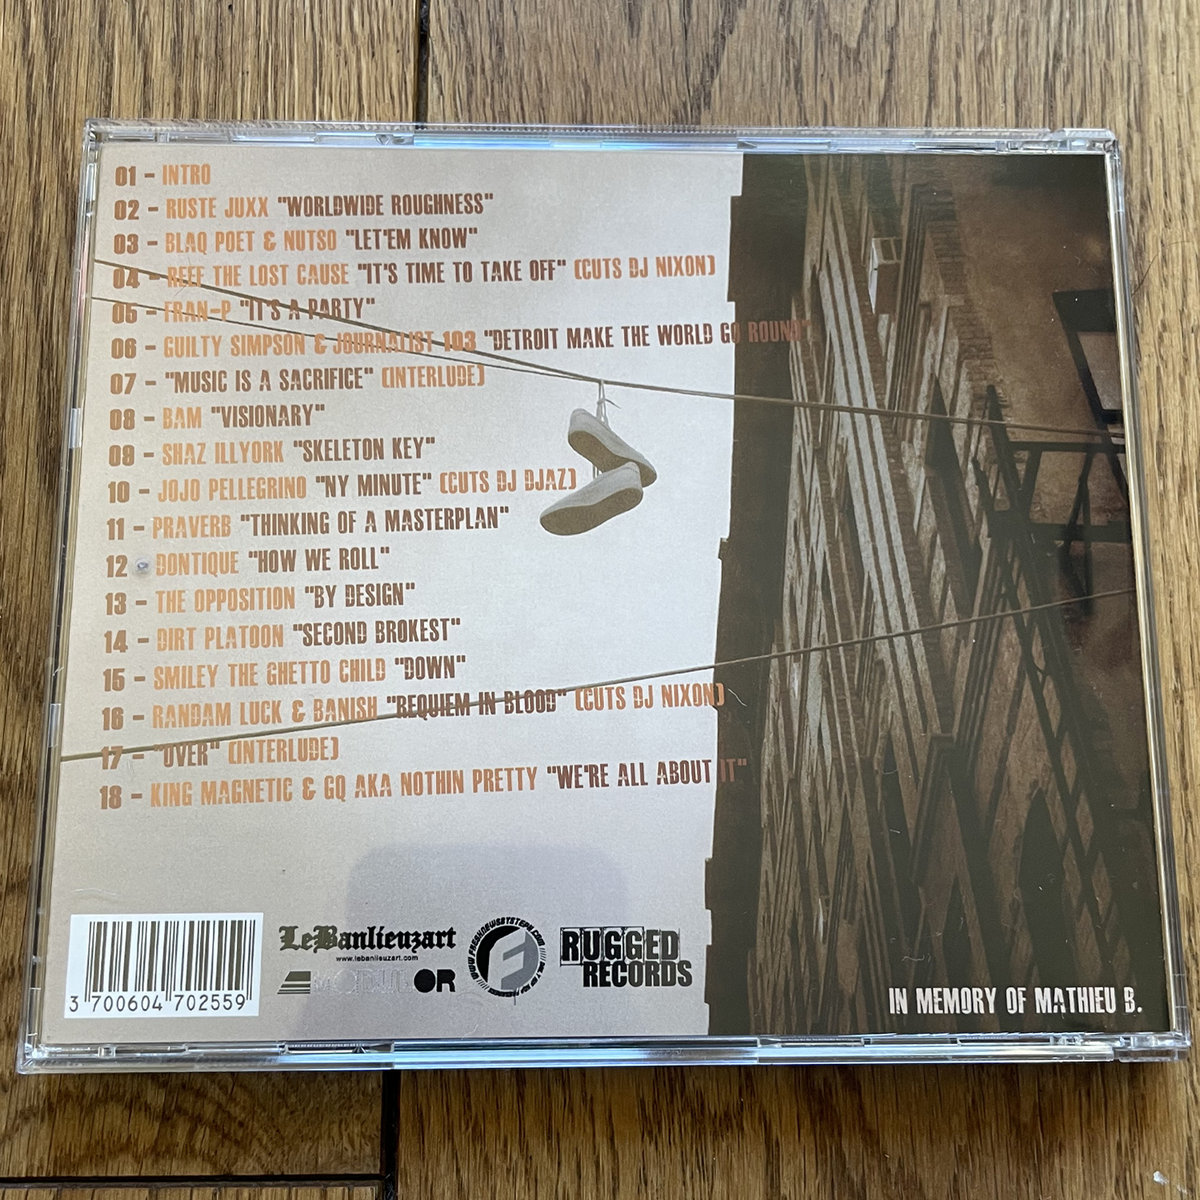 01 - INTRO
02 - RUSTE JUXX "WORLDWIDE ROUGHNESS"
03 - BLAQ POET & NUTSO "LET'EM KNOW"
04 - REEF THE LOST CAUSE "IT'S TIME TO TAKE OFF" (CUTS DJ NIXON)
05 - FRAN-P "IT'S A PARTY"
06 - GUILTY SIMPSON & JOURNALIST 103 "DETROIT MAKE THE WORLD GO ROUND"
07 - "MUSIC IS A SACRIFICE" (INTERLUDE)
08 - BAM "VISIONARY"
09 - SHAZ ILLYORK "SKELETON KEY"
10 - JOJO PELLEGRINO "NY MINUTE" (CUTS DJ DJAZ)
11 - PRAVERB "THINKING OF A MASTERPLAN"
12 - DONTIQUE "HOW WE ROLL"
13 - THE OPPOSITION "BY DESIGN"
14 - DIRT PLATOON "SECOND BROKEST"
15 - SMILEY THE GHETTO CHILD "DOWN"
16 - RANDAM LUCK & BANISH "REQUIEM IN BLOOD" (CUTS DJ NIXON)
17 - "OVER" (INTERLUDE)
18 - KING MAGNETIC & GQ AKA NOTHIN PRETTY "WE'RE ALL ABOUT IT"
3 700604 702559
LeBanlieuzart
www.lebanlieuzart.com
OR
F
RUGGED
RECORDS
IN MEMORY OF MATHIEU B.